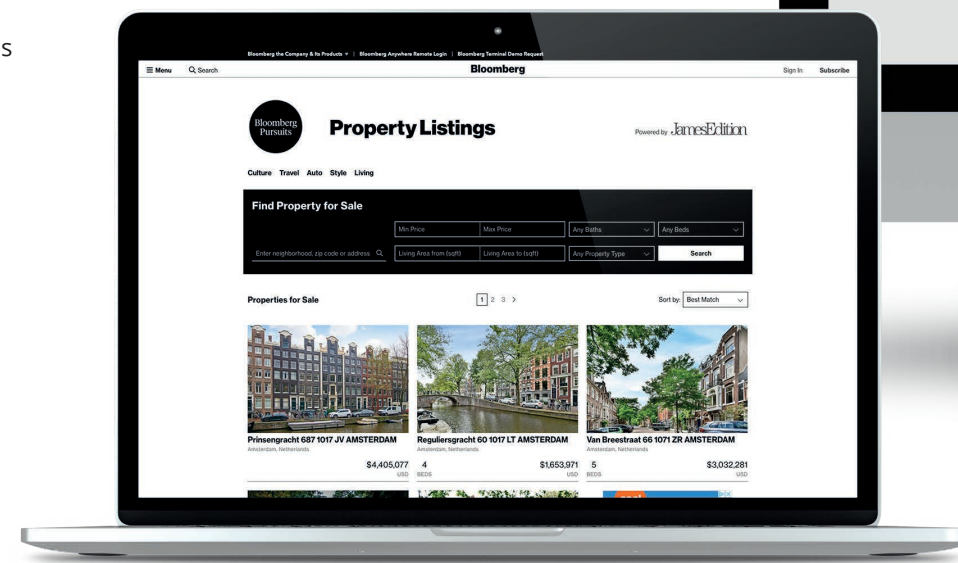 s
Bloomberg the Company & Its Products | Bloomberg Anywhere Remote Login | Bloomberg Terminal Demo Request
Menu Search Bloomberg Sign In Subscribe
Bloomberg
Pursuits
Property Listings
Powered by JamesEdition
Culture Travel Auto Style Living
Find Property for Sale
Min Price Max Price Any Baths Any Beds
Enter neighborhood, zip code or address Living Area from (sqft) Living Area to (sqft) Any Property Type Search
Properties for Sale 1 2 3 > Sort by: Best Match
Prinsengracht 687 1017 JV AMSTERDAM
Amsterdam, Netherlands
$4,405,077
USD
Reguliersgracht 60 1017 LT AMSTERDAM
Amsterdam, Netherlands
4 $1,653,971
BEDS USD
Van Breestraat 66 1071 ZR AMSTERDAM
Amsterdam, Netherlands
5 $3,032,281
BEDS USD